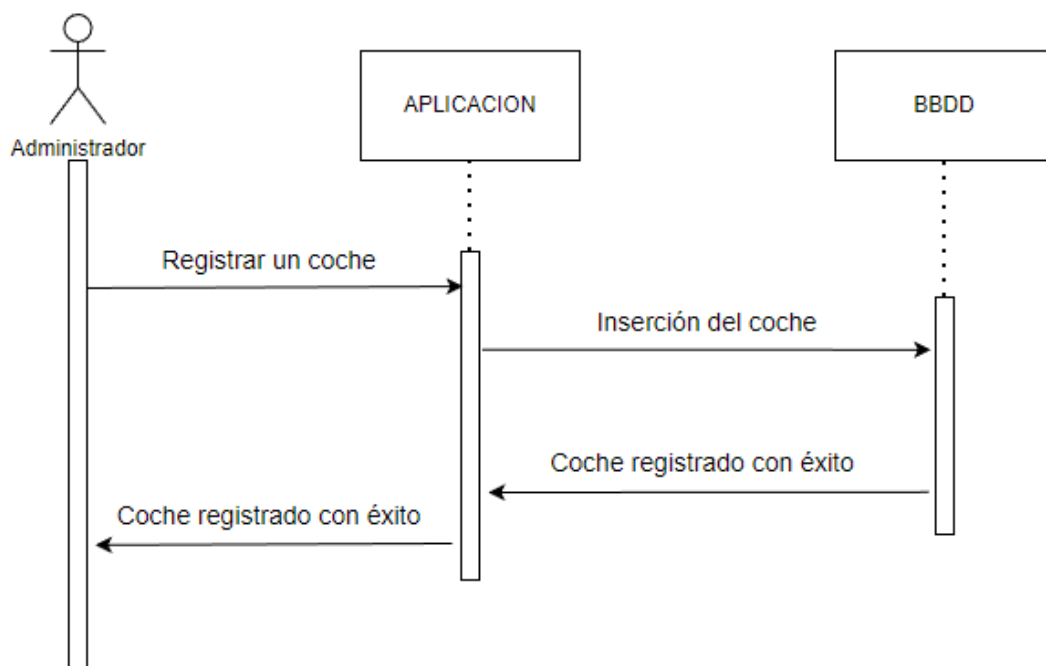 APLICACION
BBDD
Administrador
Registrar un coche
Inserción del coche
Coche registrado con éxito
Coche registrado con éxito